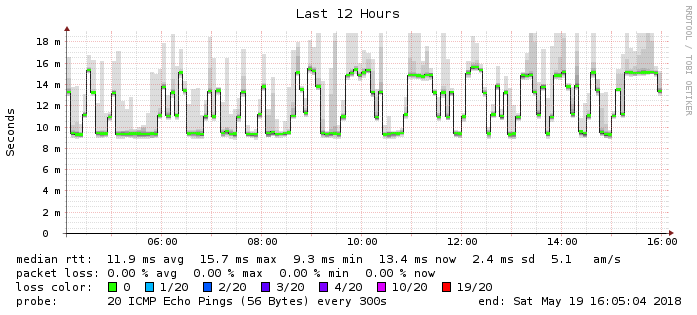 Last 12 Hours
RRDTOOL / TOBI OETIKER
Seconds
18 m
16 m
14 m
12 m
10 m
8 m
6 m
4 m
2 m
0
06:00 08:00 10:00 12:00 14:00 16:00
median rtt: 11.9 ms avg 15.7 ms max 9.3 ms min 13.4 ms now 2.4 ms sd 5.1 am/s
packet loss: 0.00 % avg 0.00 % max 0.00 % min 0.00 % now
loss color: 0 1/20 2/20 3/20 4/20 10/20 19/20
probe: 20 ICMP Echo Pings (56 Bytes) every 300s end: Sat May 19 16:05:04 2018